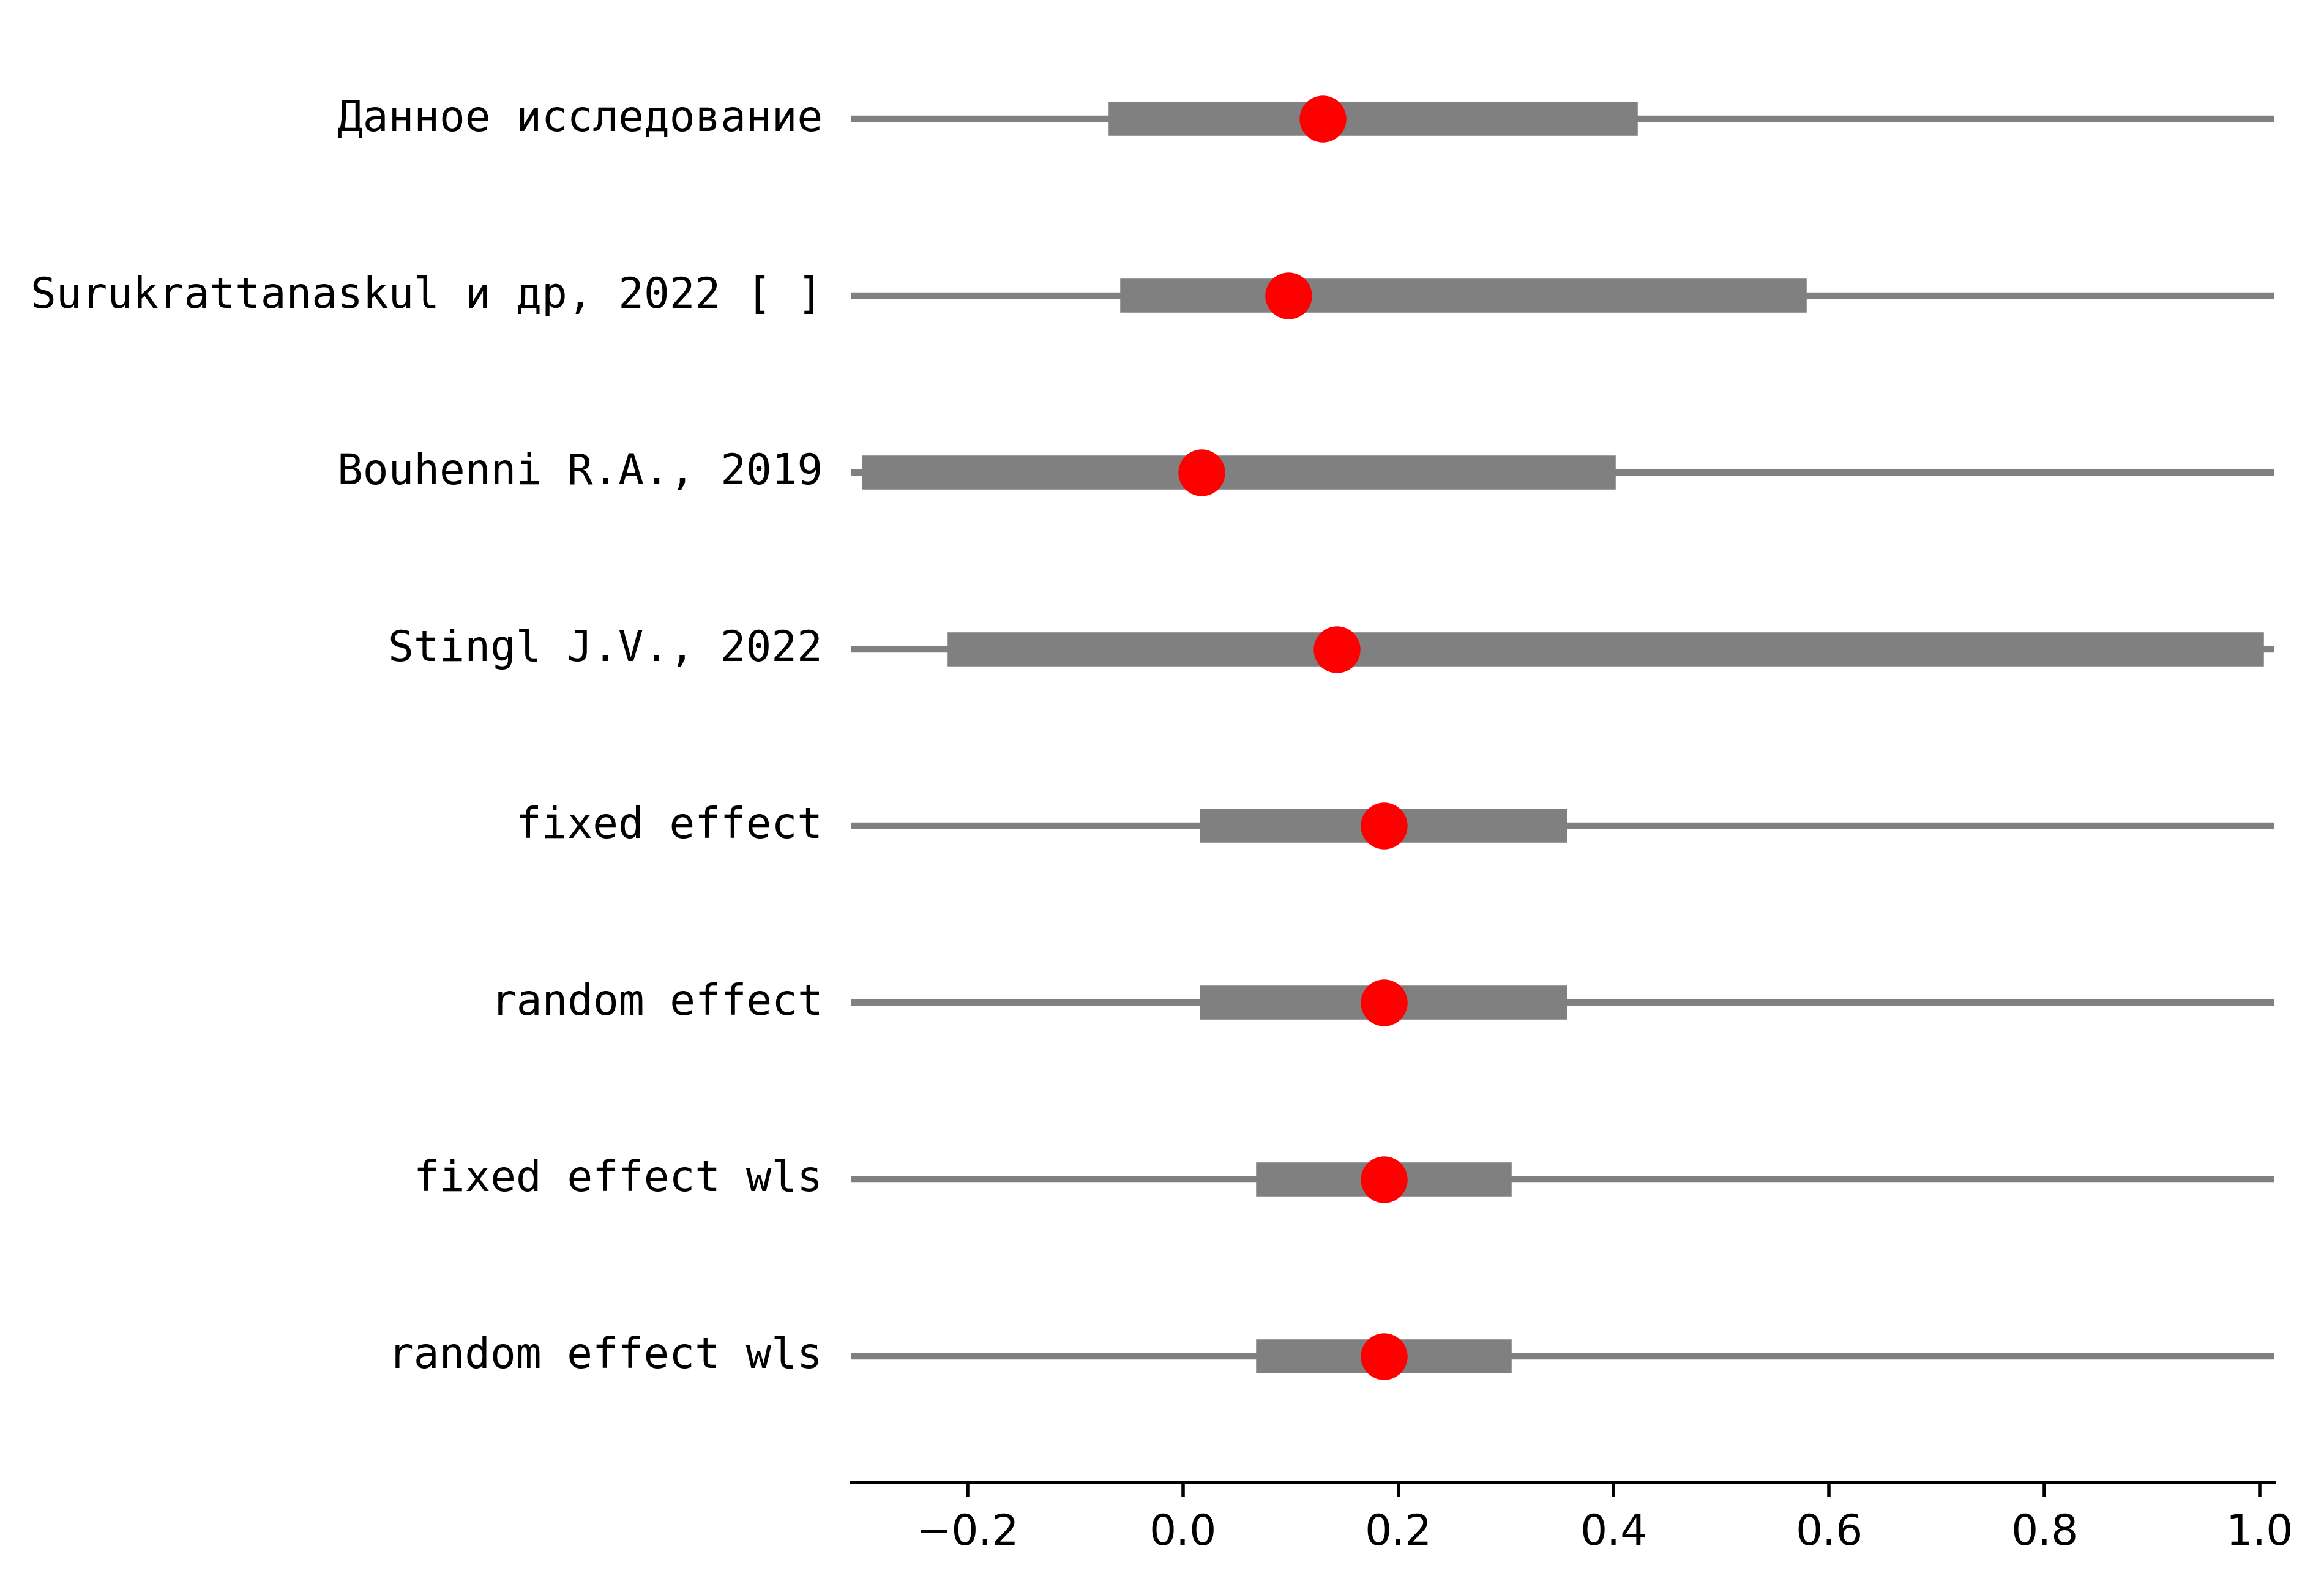 Данное исследование
Surukrattanaskul и др, 2022 [ ]
Bouhenni R.A., 2019
Stingl J.V., 2022
fixed effect
random effect
fixed effect wls
random effect wls
−0.2 0.0 0.2 0.4 0.6 0.8 1.0